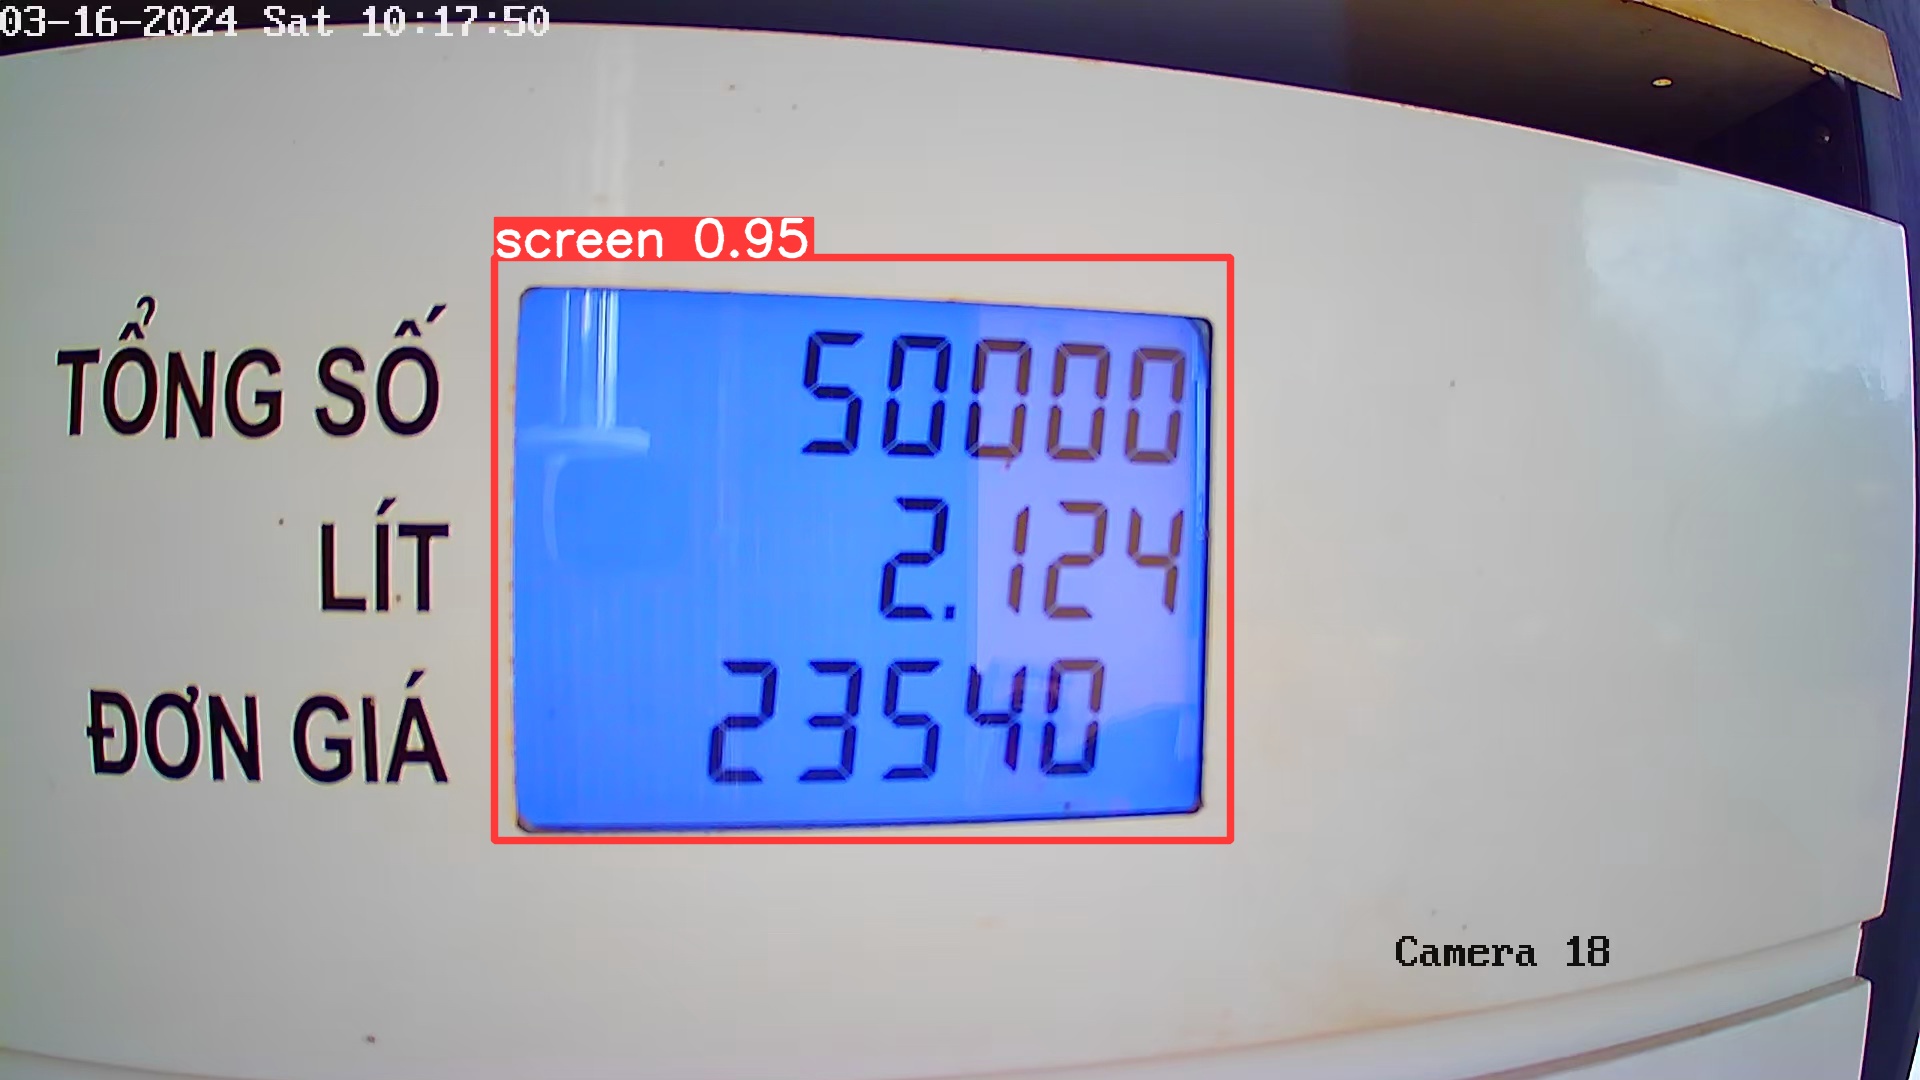 03-16-2024 Sat 10:17:50
screen 0.95
TỔNG SỐ 50000
LÍT 2.124
ĐƠN GIÁ 23540
Camera 18